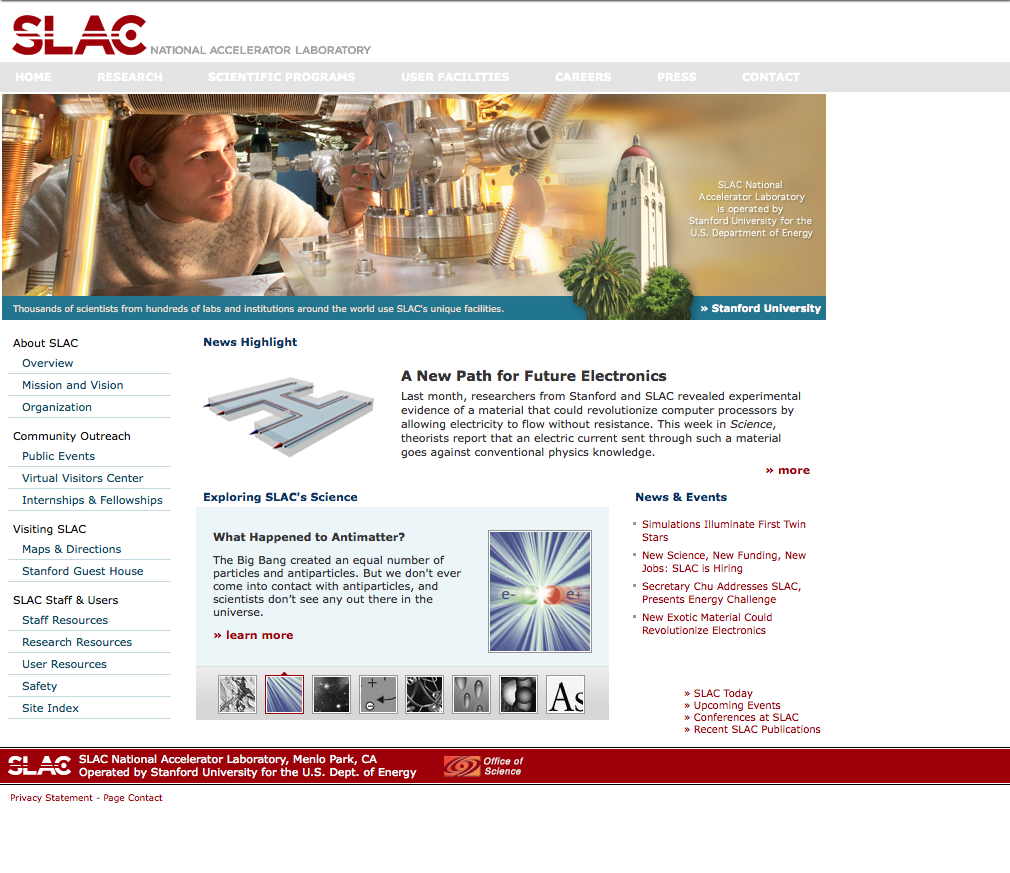 SLAC NATIONAL ACCELERATOR LABORATORY
HOME RESEARCH SCIENTIFIC PROGRAMS USER FACILITIES CAREERS PRESS CONTACT
SLAC National
Accelerator Laboratory
is operated by
Stanford University for the
U.S. Department of Energy
Thousands of scientists from hundreds of labs and institutions around the world use SLAC's unique facilities.
» Stanford University
About SLAC
Overview
Mission and Vision
Organization
Community Outreach
Public Events
Virtual Visitors Center
Internships & Fellowships
Visiting SLAC
Maps & Directions
Stanford Guest House
SLAC Staff & Users
Staff Resources
Research Resources
User Resources
Safety
Site Index
News Highlight
A New Path for Future Electronics
Last month, researchers from Stanford and SLAC revealed experimental
evidence of a material that could revolutionize computer processors by
allowing electricity to flow without resistance. This week in Science,
theorists report that an electric current sent through such a material
goes against conventional physics knowledge.
» more
Exploring SLAC's Science
What Happened to Antimatter?
The Big Bang created an equal number of
particles and antiparticles. But we don't ever
come into contact with antiparticles, and
scientists don’t see any out there in the
universe.
» learn more
e- e+
As
News & Events
Simulations Illuminate First Twin
Stars
New Science, New Funding, New
Jobs: SLAC is Hiring
Secretary Chu Addresses SLAC,
Presents Energy Challenge
New Exotic Material Could
Revolutionize Electronics
» SLAC Today
» Upcoming Events
» Conferences at SLAC
» Recent SLAC Publications
SLAC
SLAC National Accelerator Laboratory, Menlo Park, CA
Operated by Stanford University for the U.S. Dept. of Energy
Office of
Science
Privacy Statement - Page Contact